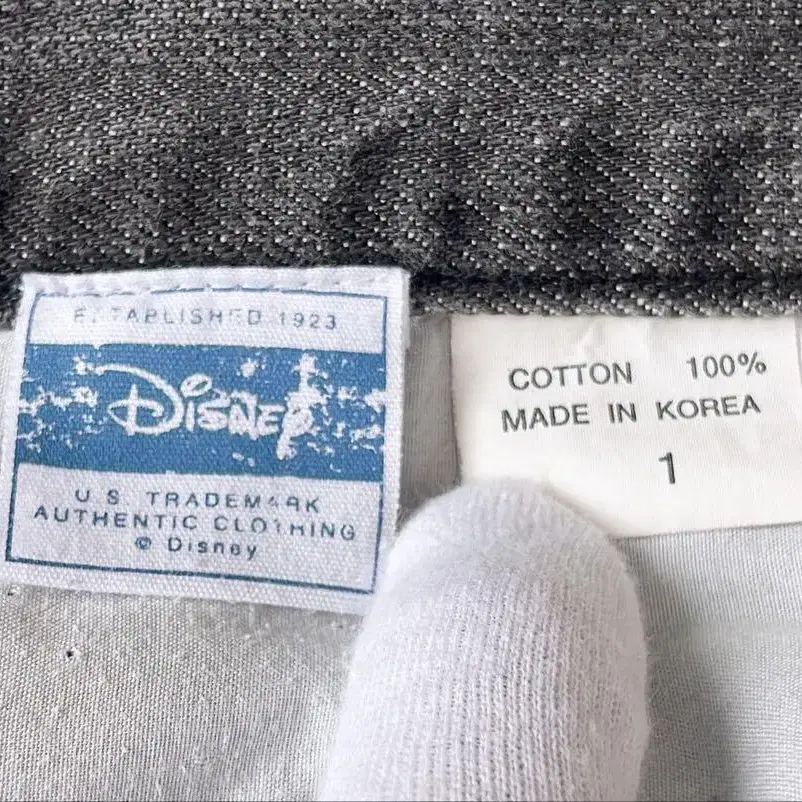 ESTABLISHED 1923
Disney
U.S. TRADEMARK
AUTHENTIC CLOTHING
© Disney
COTTON 100%
MADE IN KOREA
1